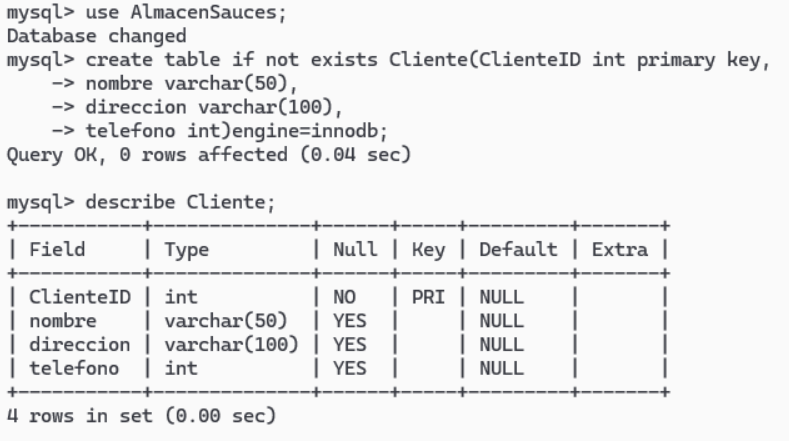 mysql> use AlmacenSauces;
Database changed
mysql> create table if not exists Cliente(ClienteID int primary key,
    -> nombre varchar(50),
    -> direccion varchar(100),
    -> telefono int)engine=innodb;
Query OK, 0 rows affected (0.04 sec)

mysql> describe Cliente;
+-----------+--------------+------+-----+---------+-------+
| Field     | Type         | Null | Key | Default | Extra |
+-----------+--------------+------+-----+---------+-------+
| ClienteID | int          | NO   | PRI | NULL    |       |
| nombre    | varchar(50)  | YES  |     | NULL    |       |
| direccion | varchar(100) | YES  |     | NULL    |       |
| telefono  | int          | YES  |     | NULL    |       |
+-----------+--------------+------+-----+---------+-------+
4 rows in set (0.00 sec)